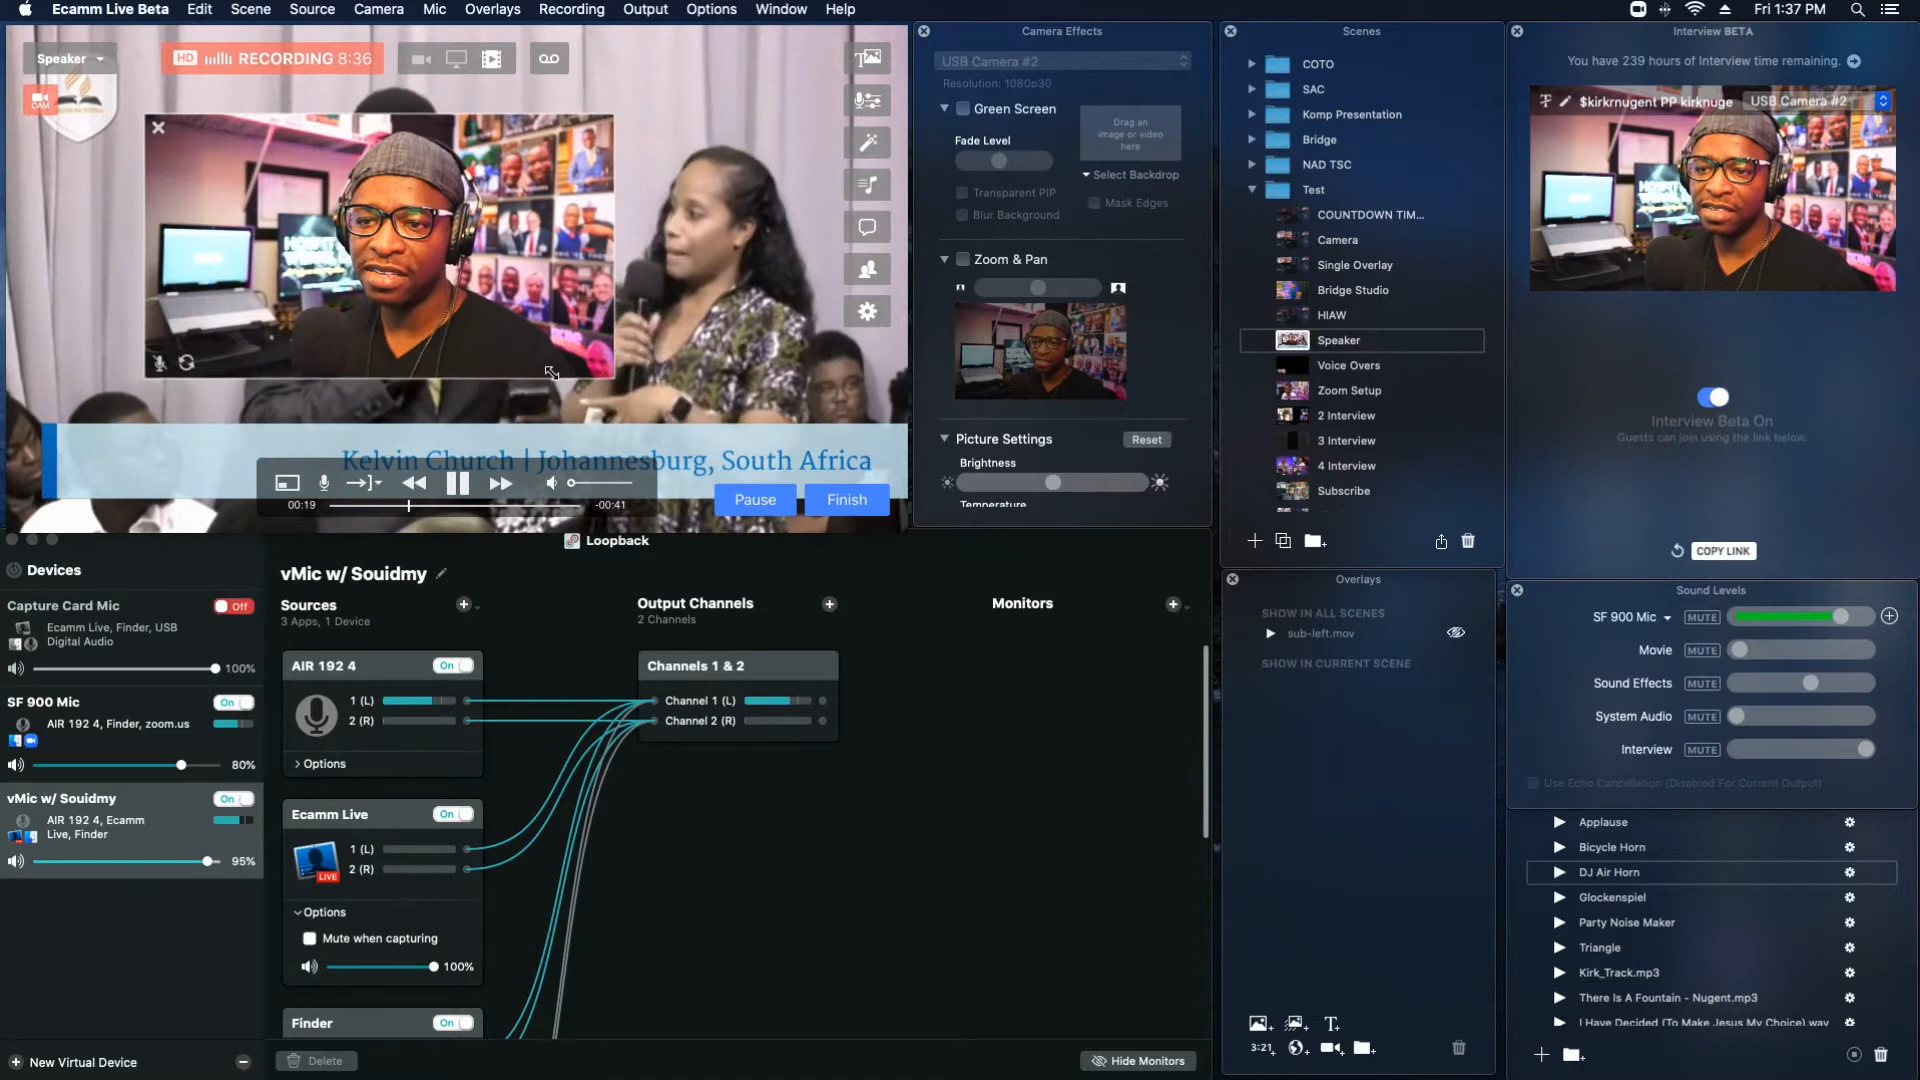 Ecamm Live Beta Edit Scene Source Camera Mic Overlays Recording Output Options Window Help
Fri 1:37 PM
Speaker
HD RECORDING 8:36
CAM
Kelvin Church | Johannesburg, South Africa
00:19
-00:41
Pause
Finish
Camera Effects
USB Camera #2
Resolution: 1080p30
Green Screen
Fade Level
Drag an
image or video
here
Select Backdrop
Transparent PIP
Mask Edges
Blur Background
Zoom & Pan
Picture Settings
Reset
Brightness
Temperature
Scenes
COTO
SAC
Komp Presentation
Bridge
NAD TSC
Test
COUNTDOWN TIM...
Camera
Single Overlay
Bridge Studio
HIAW
Speaker
Voice Overs
Zoom Setup
2 Interview
3 Interview
4 Interview
Subscribe
Interview BETA
You have 239 hours of Interview time remaining.
$kirkrnugent PP kirknuge
USB Camera #2
Interview Beta On
Guests can join using the link below.
COPY LINK
Loopback
Devices
Capture Card Mic
Off
Ecamm Live, Finder, USB
Digital Audio
100%
SF 900 Mic
On
AIR 192 4, Finder, zoom.us
80%
vMic w/ Souidmy
On
AIR 192 4, Ecamm
Live, Finder
95%
New Virtual Device
vMic w/ Souidmy
Sources
3 Apps, 1 Device
AIR 192 4
On
1 (L)
2 (R)
Options
Ecamm Live
On
1 (L)
2 (R)
LIVE
Options
Mute when capturing
100%
Finder
On
Delete
Output Channels
2 Channels
Channels 1 & 2
Channel 1 (L)
Channel 2 (R)
Monitors
Hide Monitors
Overlays
SHOW IN ALL SCENES
sub-left.mov
SHOW IN CURRENT SCENE
3:21
Sound Levels
SF 900 Mic
MUTE
Movie
MUTE
Sound Effects
MUTE
System Audio
MUTE
Interview
MUTE
Use Echo Cancellation (Disabled For Current Output)
Applause
Bicycle Horn
DJ Air Horn
Glockenspiel
Party Noise Maker
Triangle
Kirk_Track.mp3
There Is A Fountain - Nugent.mp3
I Have Decided (To Make Jesus My Choice).wav